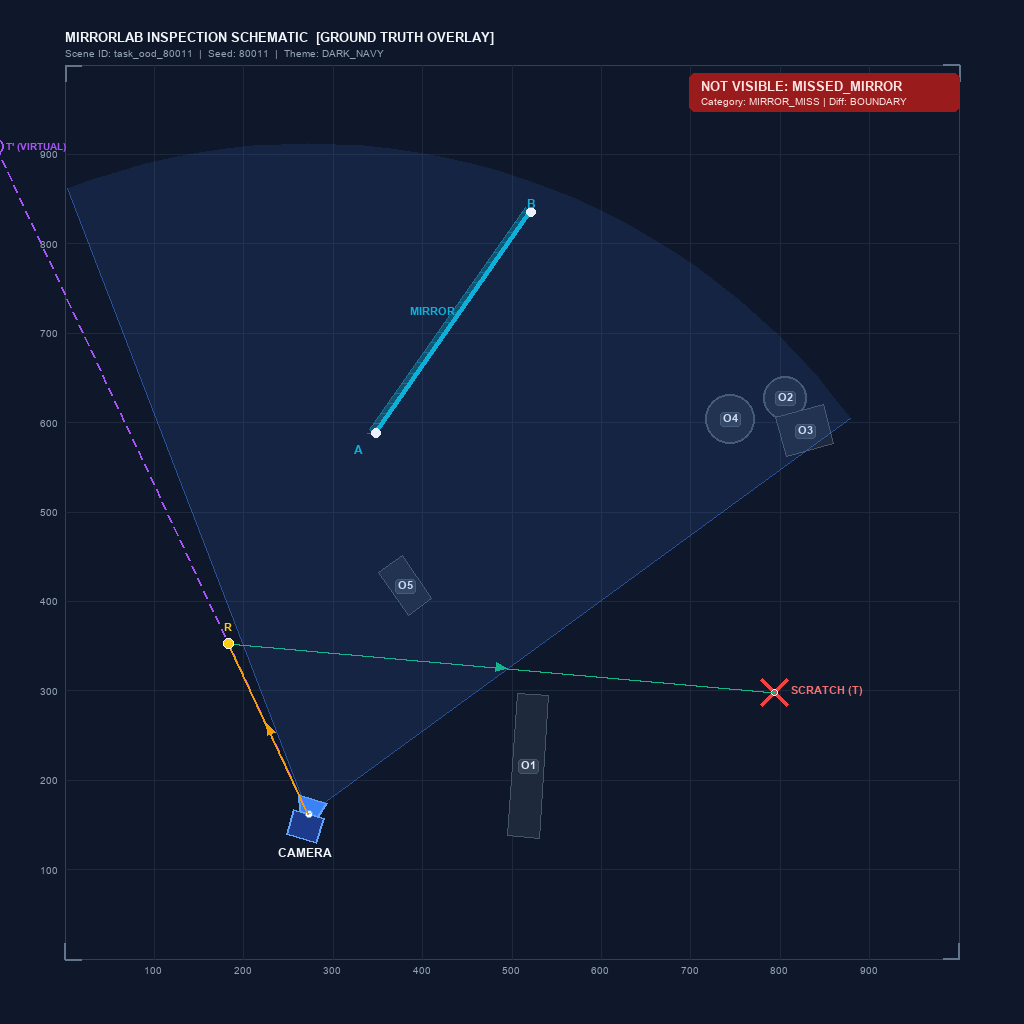 MIRRORLAB INSPECTION SCHEMATIC  [GROUND TRUTH OVERLAY]
Scene ID: task_ood_80011  |  Seed: 80011  |  Theme: DARK_NAVY
NOT VISIBLE: MISSED_MIRROR
Category: MIRROR_MISS | Diff: BOUNDARY
T' (VIRTUAL)
900
B
800
MIRROR
700
O2
O4
O3
600
A
500
O5
400
R
300
SCRATCH (T)
O1
200
CAMERA
100
100 200 300 400 500 600 700 800 900